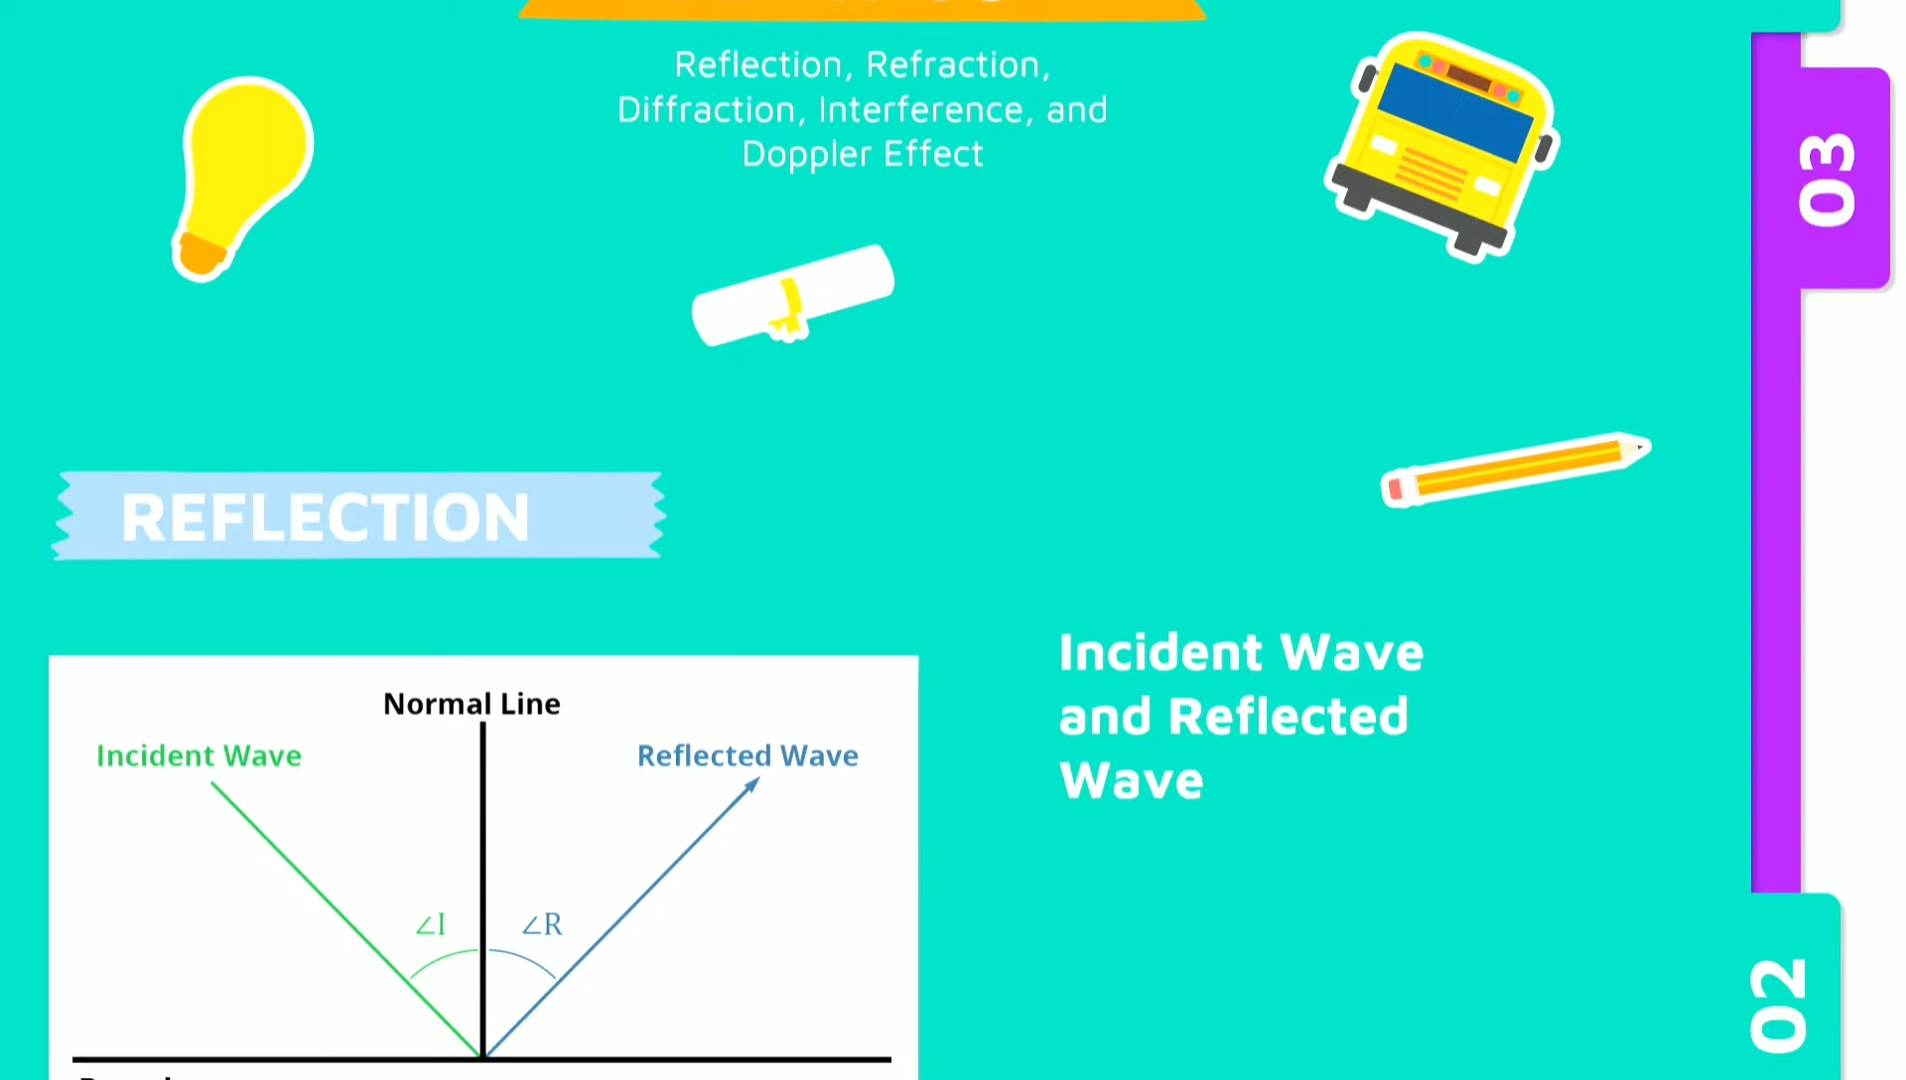 Reflection, Refraction,
Diffraction, Interference, and
Doppler Effect
03
REFLECTION
Incident Wave
and Reflected
Wave
Normal Line
Incident Wave
Reflected Wave
∠I
∠R
02